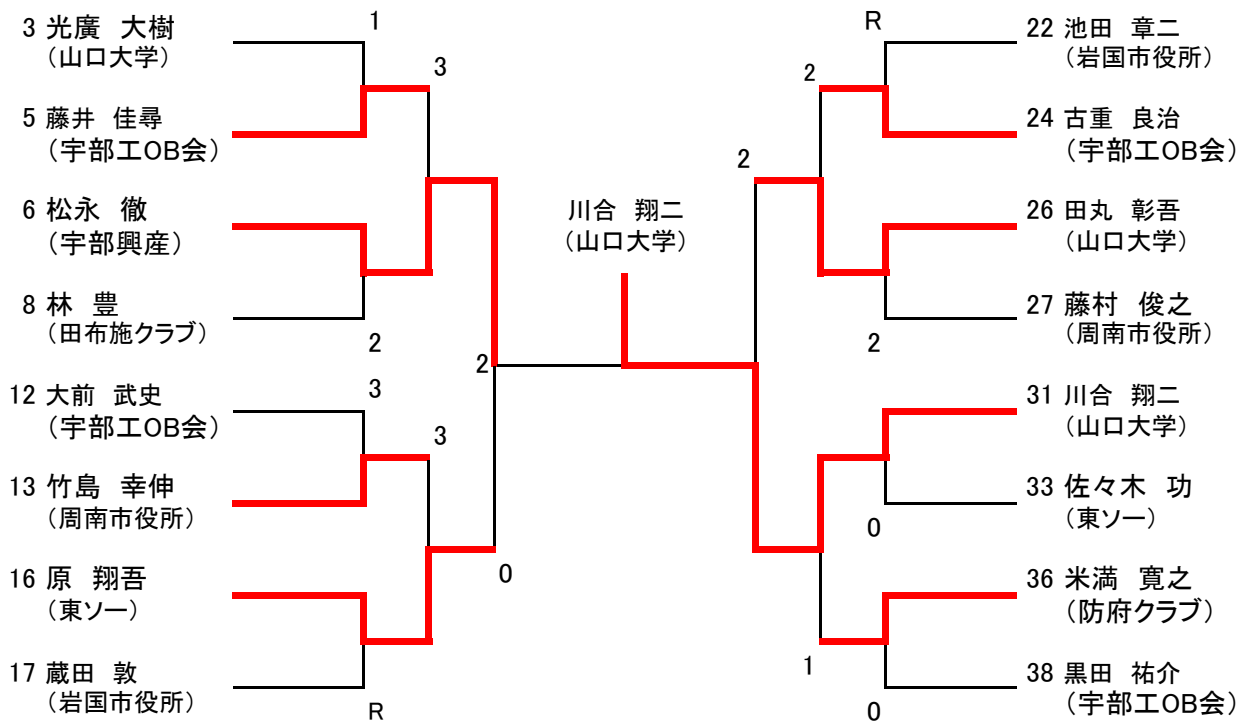 3 光廣 大樹
（山口大学）
1
3
5 藤井 佳尋
（宇部工OB会）
6 松永 徹
（宇部興産）
8 林 豊
（田布施クラブ）
2
2
12 大前 武史
（宇部工OB会）
3
3
13 竹島 幸伸
（周南市役所）
0
16 原 翔吾
（東ソー）
17 蔵田 敦
（岩国市役所）
R
川合 翔二
（山口大学）
R
22 池田 章二
（岩国市役所）
2
24 古重 良治
（宇部工OB会）
2
26 田丸 彰吾
（山口大学）
27 藤村 俊之
（周南市役所）
2
31 川合 翔二
（山口大学）
33 佐々木 功
（東ソー）
0
36 米満 寛之
（防府クラブ）
1
38 黒田 祐介
（宇部工OB会）
0